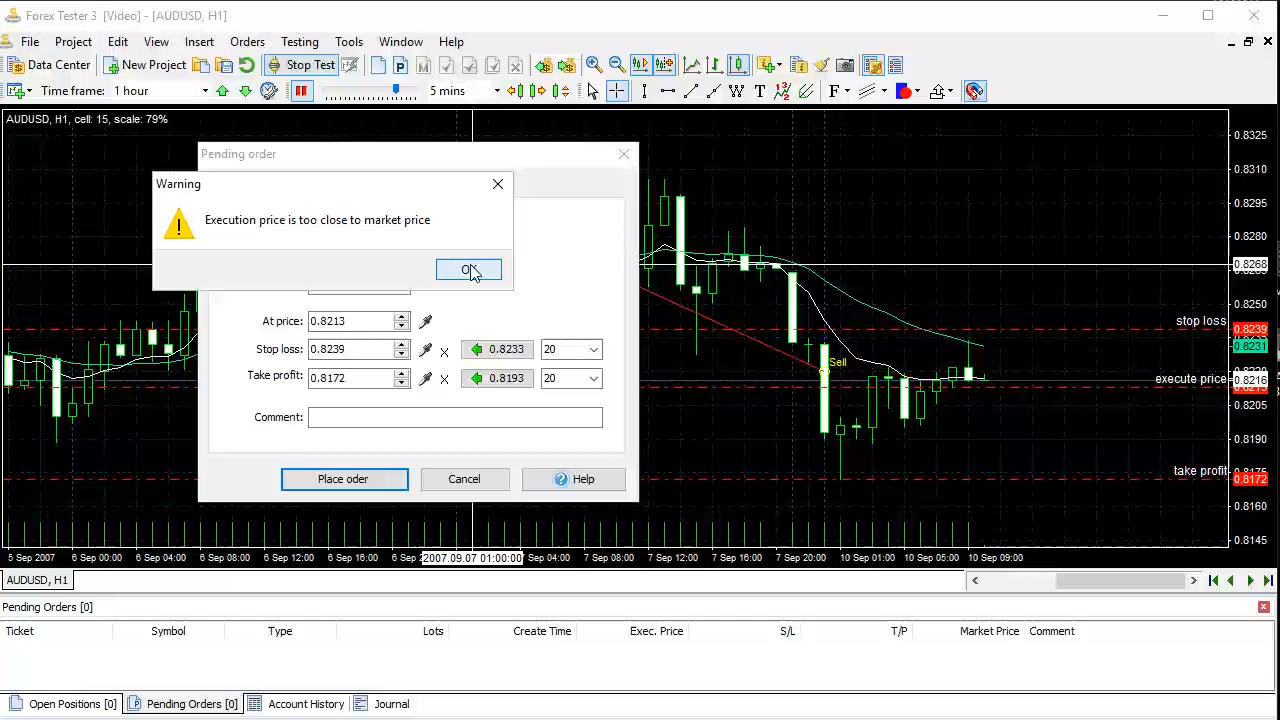 Forex Tester 3 [Video] - [AUDUSD, H1]
File Project Edit View Insert Orders Testing Tools Window Help
Data Center New Project Stop Test
Time frame: 1 hour 5 mins
AUDUSD, H1, cell: 15, scale: 79%
Pending order
Warning
Execution price is too close to market price
At price: 0.8213
Stop loss: 0.8239 0.8233 20
Take profit: 0.8172 0.8193 20
Comment:
Place oder Cancel Help
Sell
stop loss
execute price
take profit
0.8325
0.8310
0.8295
0.8280
0.8268
0.8250
0.8239
0.8231
0.8216
0.8205
0.8190
0.8172
0.8160
0.8145
5 Sep 2007 6 Sep 00:00 6 Sep 04:00 6 Sep 08:00 6 Sep 12:00 6 Sep 16:00 2007.09.07 01:00:00 Sep 04:00 7 Sep 08:00 7 Sep 12:00 7 Sep 16:00 7 Sep 20:00 10 Sep 01:00 10 Sep 05:00 10 Sep 09:00
AUDUSD, H1
Pending Orders [0]
Ticket Symbol Type Lots Create Time Exec. Price S/L T/P Market Price Comment
Open Positions [0] Pending Orders [0] Account History Journal